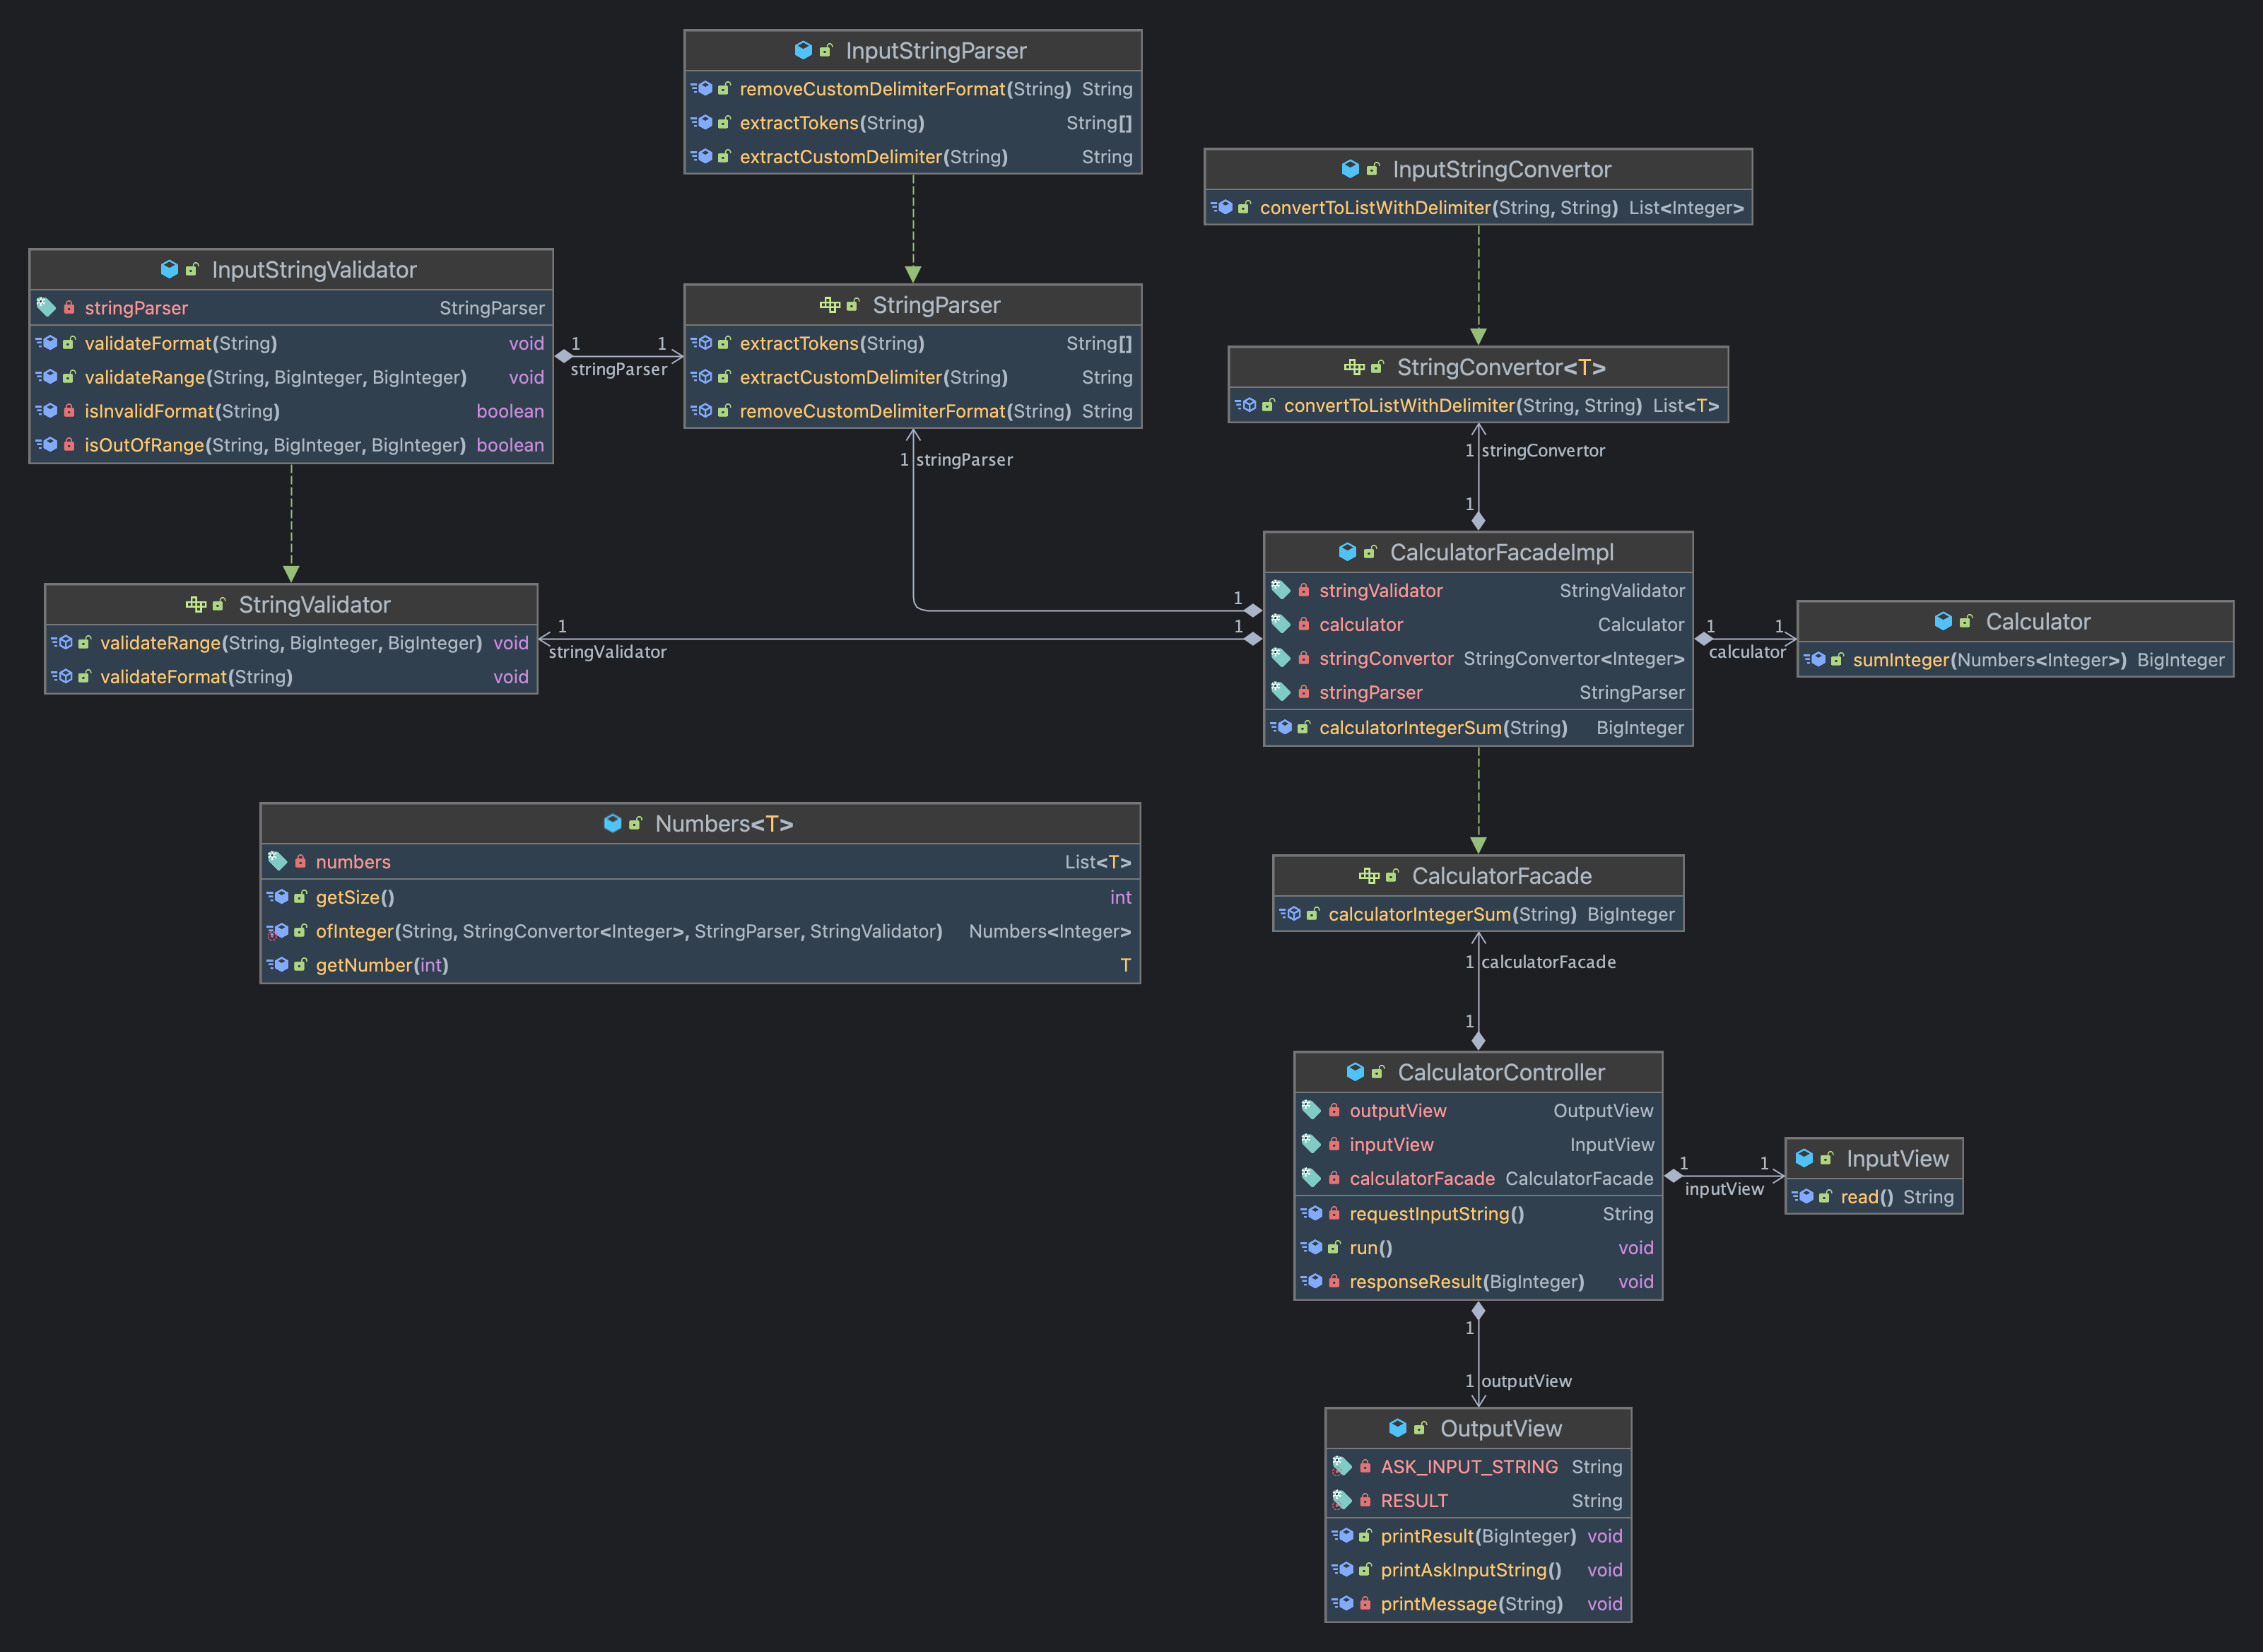 InputStringParser
removeCustomDelimiterFormat(String) String
extractTokens(String) String[]
extractCustomDelimiter(String) String
InputStringConvertor
convertToListWithDelimiter(String, String) List<Integer>
InputStringValidator
stringParser StringParser
validateFormat(String) void
validateRange(String, BigInteger, BigInteger) void
isInvalidFormat(String) boolean
isOutOfRange(String, BigInteger, BigInteger) boolean
1 1
stringParser
StringParser
extractTokens(String) String[]
extractCustomDelimiter(String) String
removeCustomDelimiterFormat(String) String
1 stringParser
StringConvertor<T>
convertToListWithDelimiter(String, String) List<T>
1 stringConvertor
1
StringValidator
validateRange(String, BigInteger, BigInteger) void
validateFormat(String) void
1
stringValidator
1
1
CalculatorFacadeImpl
stringValidator StringValidator
calculator Calculator
stringConvertor StringConvertor<Integer>
stringParser StringParser
calculatorIntegerSum(String) BigInteger
1 1
calculator
Calculator
sumInteger(Numbers<Integer>) BigInteger
Numbers<T>
numbers List<T>
getSize() int
ofInteger(String, StringConvertor<Integer>, StringParser, StringValidator) Numbers<Integer>
getNumber(int) T
CalculatorFacade
calculatorIntegerSum(String) BigInteger
1 calculatorFacade
1
CalculatorController
outputView OutputView
inputView InputView
calculatorFacade CalculatorFacade
requestInputString() String
run() void
responseResult(BigInteger) void
1 1
inputView
InputView
read() String
1
1 outputView
OutputView
ASK_INPUT_STRING String
RESULT String
printResult(BigInteger) void
printAskInputString() void
printMessage(String) void